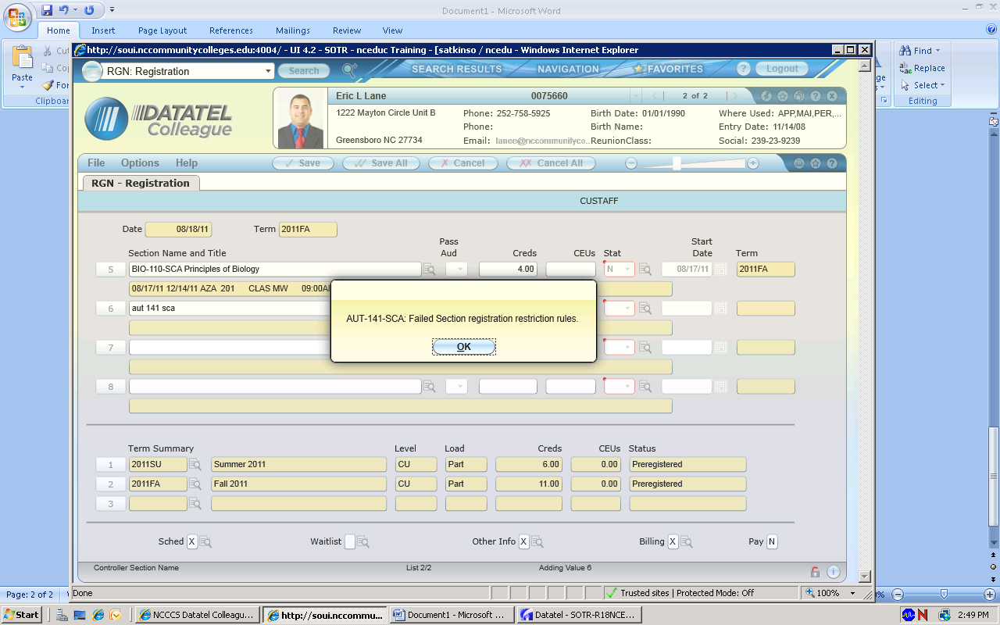 Document1 - Microsoft Word
Home Insert Page Layout References Mailings Review View
Paste
Clipboar
Find
Replace
Select
Editing
http://soui.nccommunitycolleges.edu:4004/ - UI 4.2 - SOTR - nceduc Training - [satkinso / ncedu - Windows Internet Explorer
RGN: Registration Search SEARCH RESULTS NAVIGATION FAVORITES ? Logout
DATATEL
Colleague
Eric L Lane 0075660 2 of 2
1222 Mayton Circle Unit B Phone: 252-758-5925 Birth Date: 01/01/1990 Where Used: APP,MAI,PER,...
Phone: Birth Name: Entry Date: 11/14/08
Greensboro NC 27734 Email: lanee@nccommunityco.. ReunionClass: Social: 239-23-9239
File Options Help Save Save All Cancel Cancel All
RGN - Registration
CUSTAFF
Date 08/18/11 Term 2011FA
Section Name and Title Pass Aud Creds CEUs Stat Start Date Term
5 BIO-110-SCA Principles of Biology 4.00 N 08/17/11 2011FA
08/17/11 12/14/11 AZA 201 CLAS MW 09:00A
6 aut 141 sca
AUT-141-SCA: Failed Section registration restriction rules.
OK
7
8
Term Summary Level Load Creds CEUs Status
1 2011SU Summer 2011 CU Part 6.00 0.00 Preregistered
2 2011FA Fall 2011 CU Part 11.00 0.00 Preregistered
3
Sched X Waitlist Other Info X Billing X Pay N
Controller Section Name List 2/2 Adding Value 6
Done Trusted sites | Protected Mode: Off 100%
Page: 2 of 2
Start NCCCS Datatel Colleagu... http://soui.nccommu... Document1 - Microsoft ... Datatel - SOTR-R18NCE... 2:49 PM